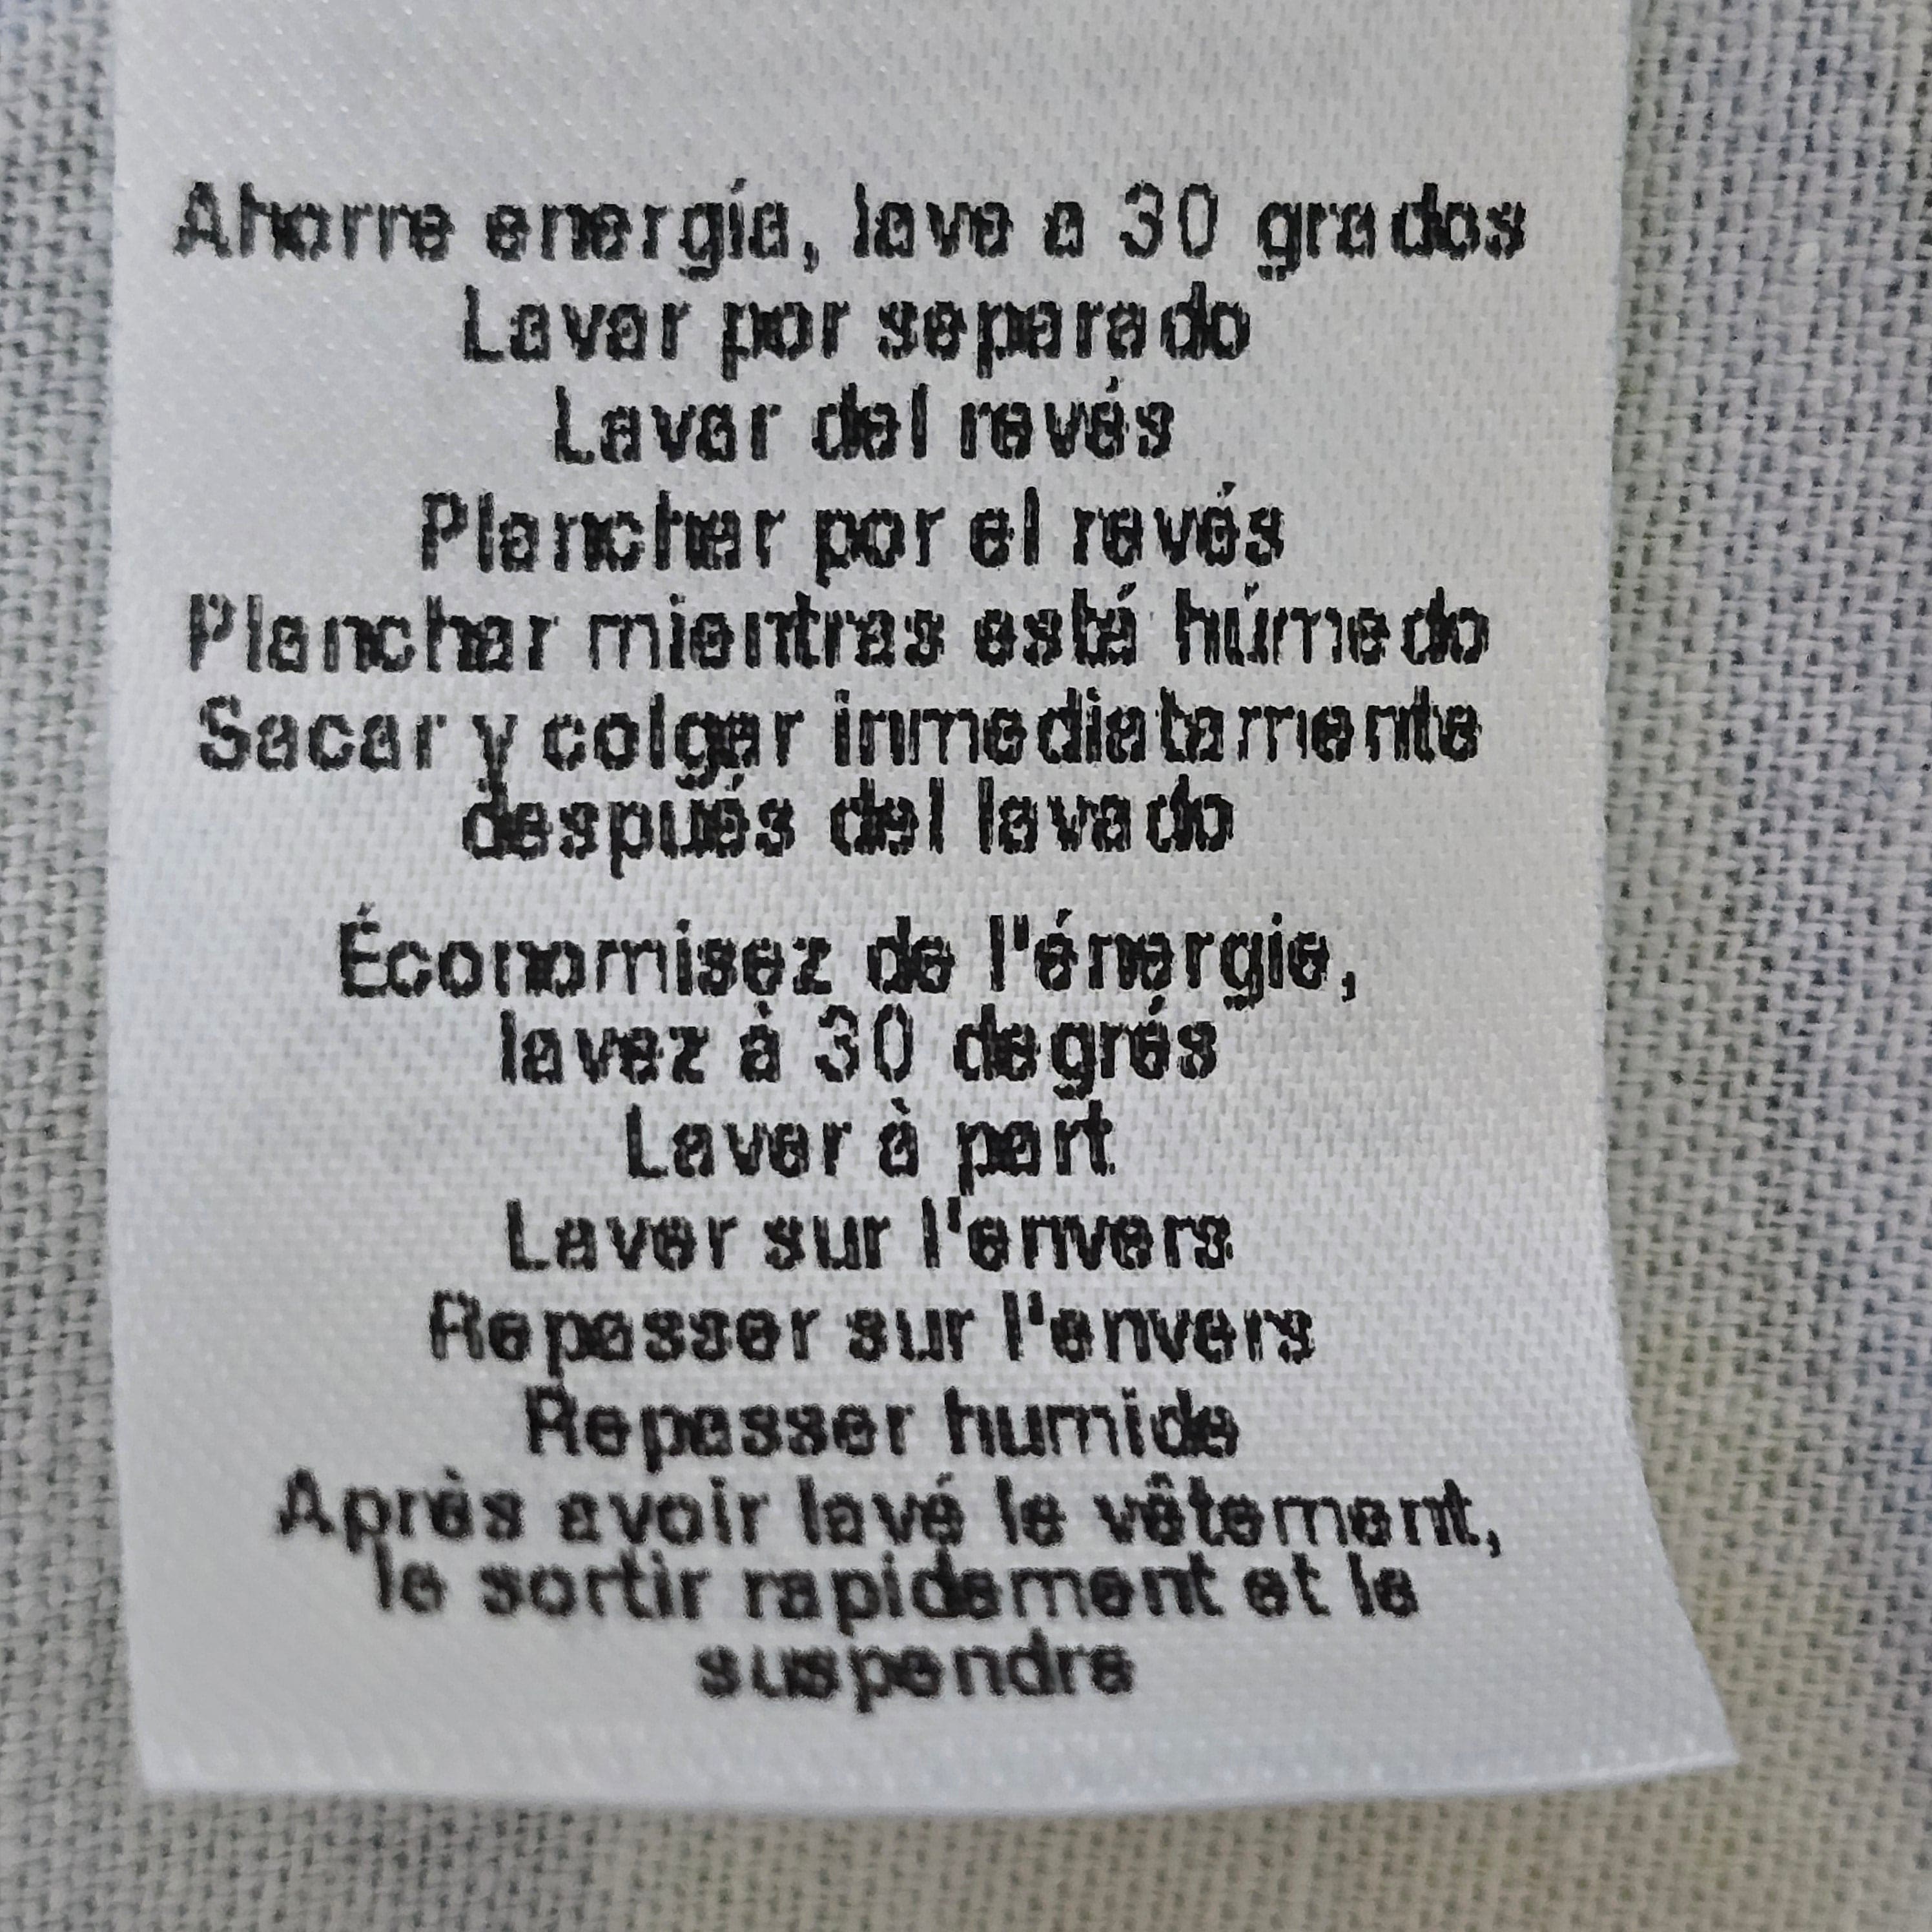 Ahorre energía, lave a 30 grados
Lavar por separado
Lavar del revés
Planchar por el revés
Planchar mientras está húmedo
Sacar y colgar inmediatamente
después del lavado
Économisez de l'énergie,
lavez à 30 degrés
Laver à part
Laver sur l'envers
Repasser sur l'envers
Repasser humide
Après avoir lavé le vêtement,
le sortir rapidement et le
suspendre